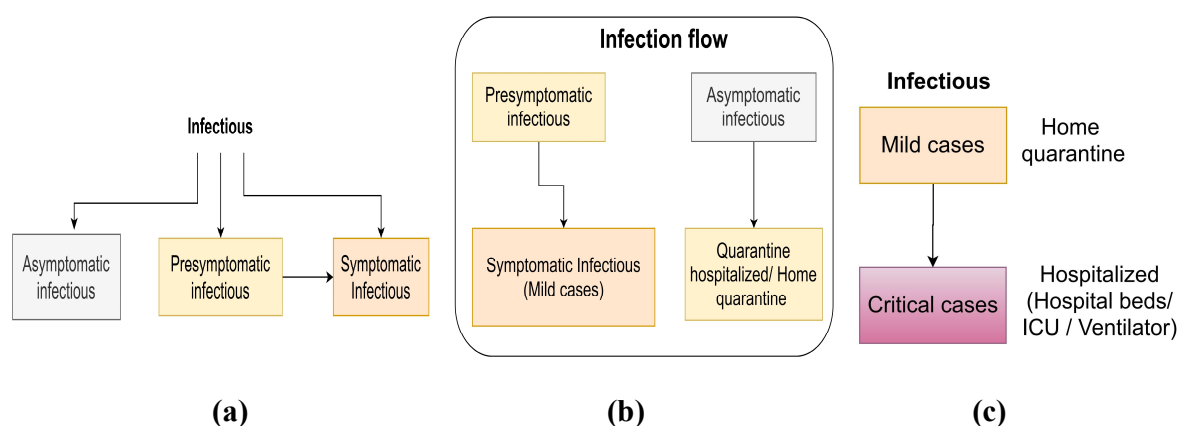 Infectious
Asymptomatic
infectious
Presymptomatic
infectious
Symptomatic
Infectious
(a)
Infection flow
Presymptomatic
infectious
Asymptomatic
infectious
Symptomatic Infectious
(Mild cases)
Quarantine
hospitalized/ Home
quarantine
(b)
Infectious
Mild cases
Home
quarantine
Critical cases
Hospitalized
(Hospital beds/
ICU / Ventilator)
(c)